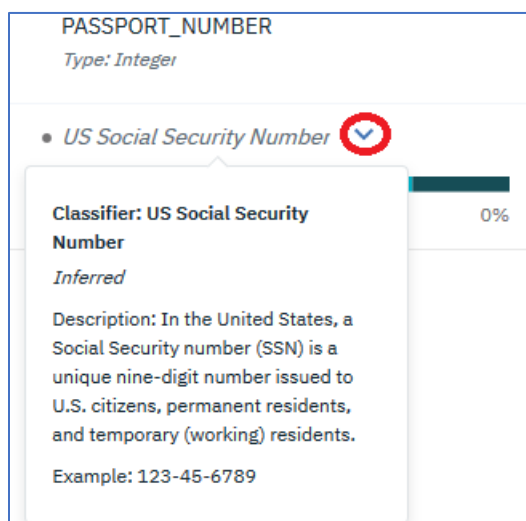 PASSPORT_NUMBER
Type: Integer
• US Social Security Number
0%
Classifier: US Social Security
Number
Inferred
Description: In the United States, a
Social Security number (SSN) is a
unique nine-digit number issued to
U.S. citizens, permanent residents,
and temporary (working) residents.
Example: 123-45-6789